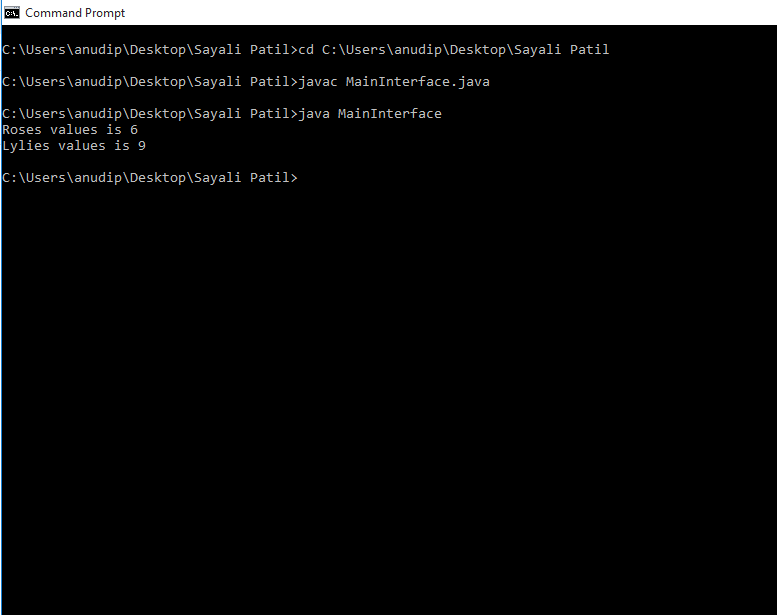 Command Prompt
C:\Users\anudip\Desktop\Sayali Patil>cd C:\Users\anudip\Desktop\Sayali Patil
C:\Users\anudip\Desktop\Sayali Patil>javac MainInterface.java
C:\Users\anudip\Desktop\Sayali Patil>java MainInterface
Roses values is 6
Lylies values is 9
C:\Users\anudip\Desktop\Sayali Patil>